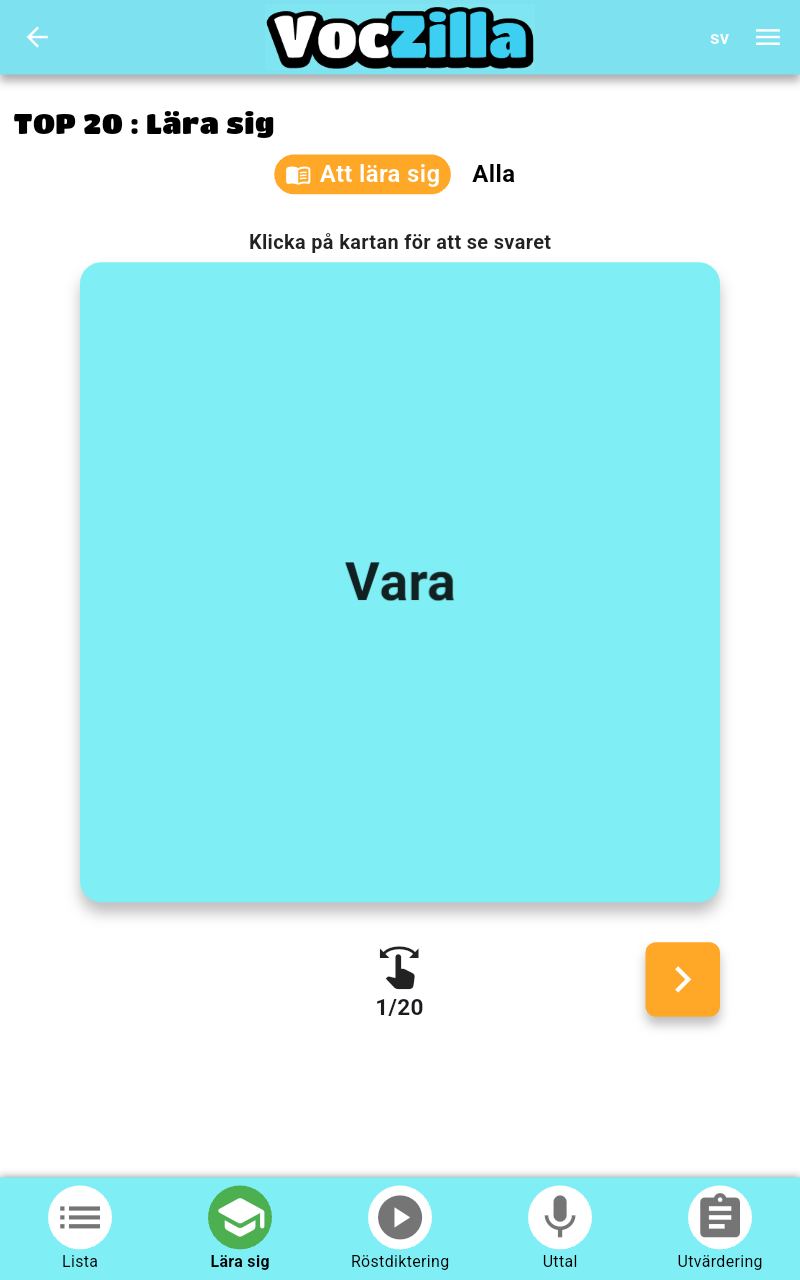 VocZilla
sv
TOP 20 : Lära sig
Att lära sig Alla
Klicka på kartan för att se svaret
Vara
1/20
Lista Lära sig Röstdiktering Uttal Utvärdering